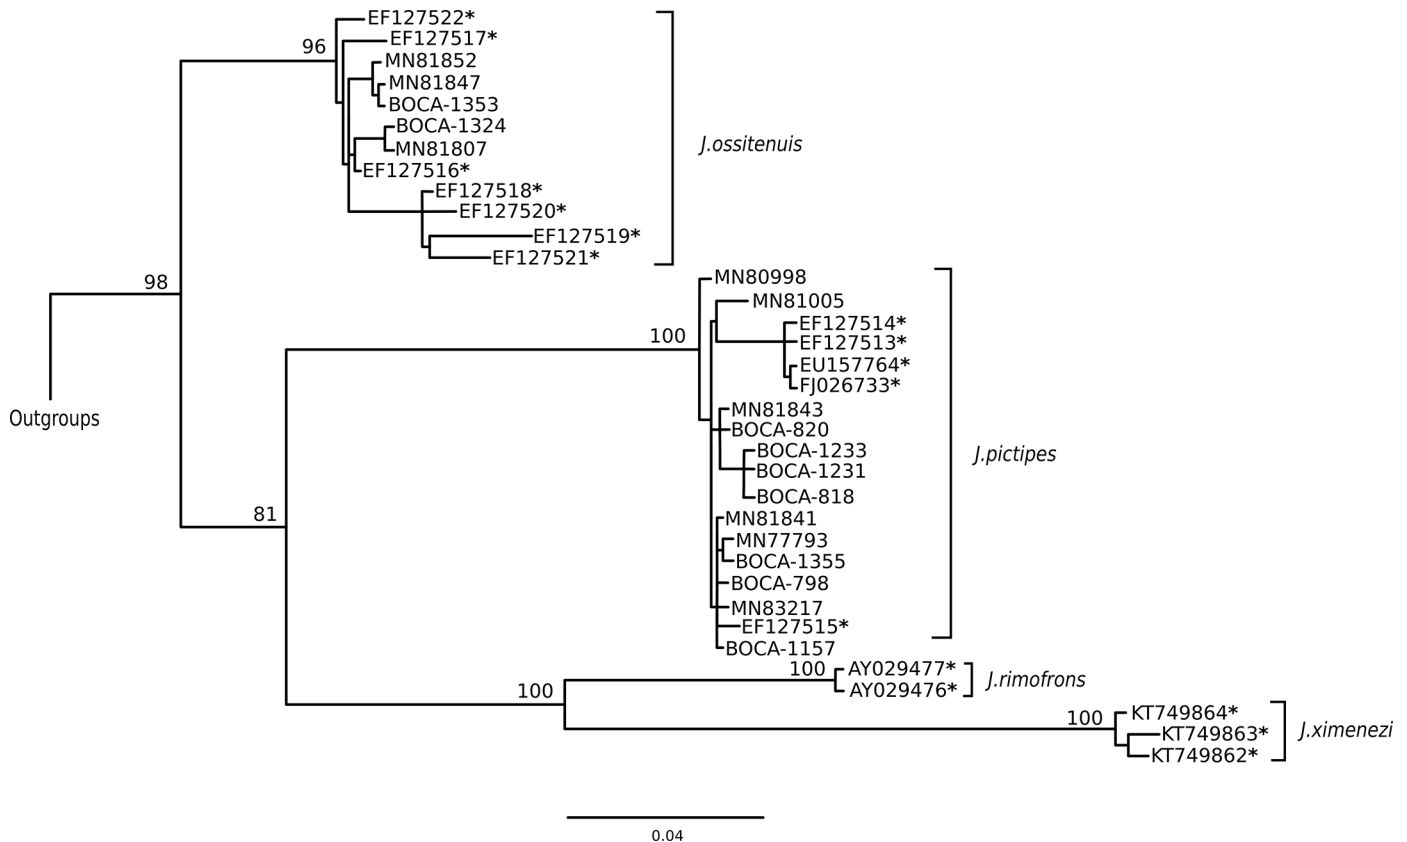 EF127522*
EF127517*
96
MN81852
MN81847
BOCA-1353
BOCA-1324
MN81807
J.ossitenuis
EF127516*
EF127518*
EF127520*
EF127519*
EF127521*
98
MN80998
MN81005
EF127514*
100
EF127513*
EU157764*
FJ026733*
Outgroups
MN81843
BOCA-820
BOCA-1233
J.pictipes
BOCA-1231
BOCA-818
81
MN81841
MN77793
BOCA-1355
BOCA-798
MN83217
EF127515*
BOCA-1157
100
AY029477*
J.rimofrons
100
AY029476*
KT749864*
100
KT749863*
J.ximenezi
KT749862*
0.04